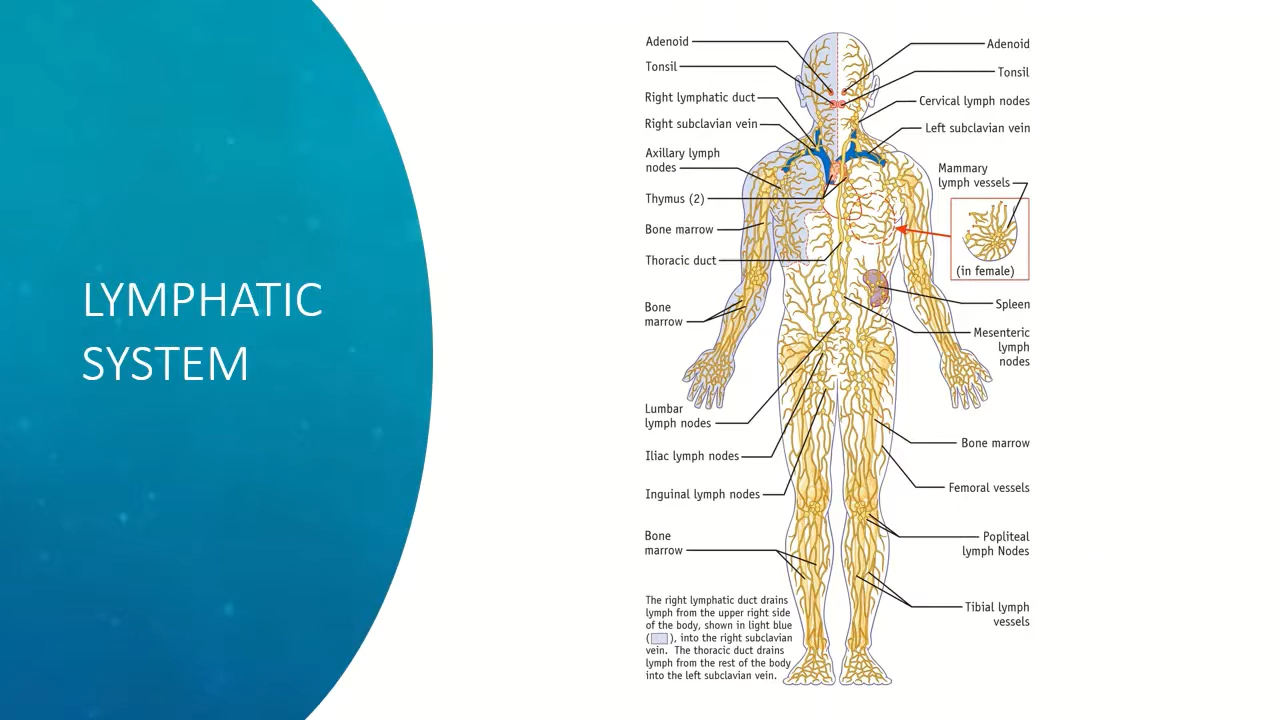 LYMPHATIC
SYSTEM
Adenoid
Tonsil
Right lymphatic duct
Right subclavian vein
Axillary lymph
nodes
Thymus (2)
Bone marrow
Thoracic duct
Bone
marrow
Lumbar
lymph nodes
Iliac lymph nodes
Inguinal lymph nodes
Bone
marrow
The right lymphatic duct drains
lymph from the upper right side
of the body, shown in light blue
( ), into the right subclavian
vein. The thoracic duct drains
lymph from the rest of the body
into the left subclavian vein.
Adenoid
Tonsil
Cervical lymph nodes
Left subclavian vein
Mammary
lymph vessels
(in female)
Spleen
Mesenteric
lymph
nodes
Bone marrow
Femoral vessels
Popliteal
lymph Nodes
Tibial lymph
vessels